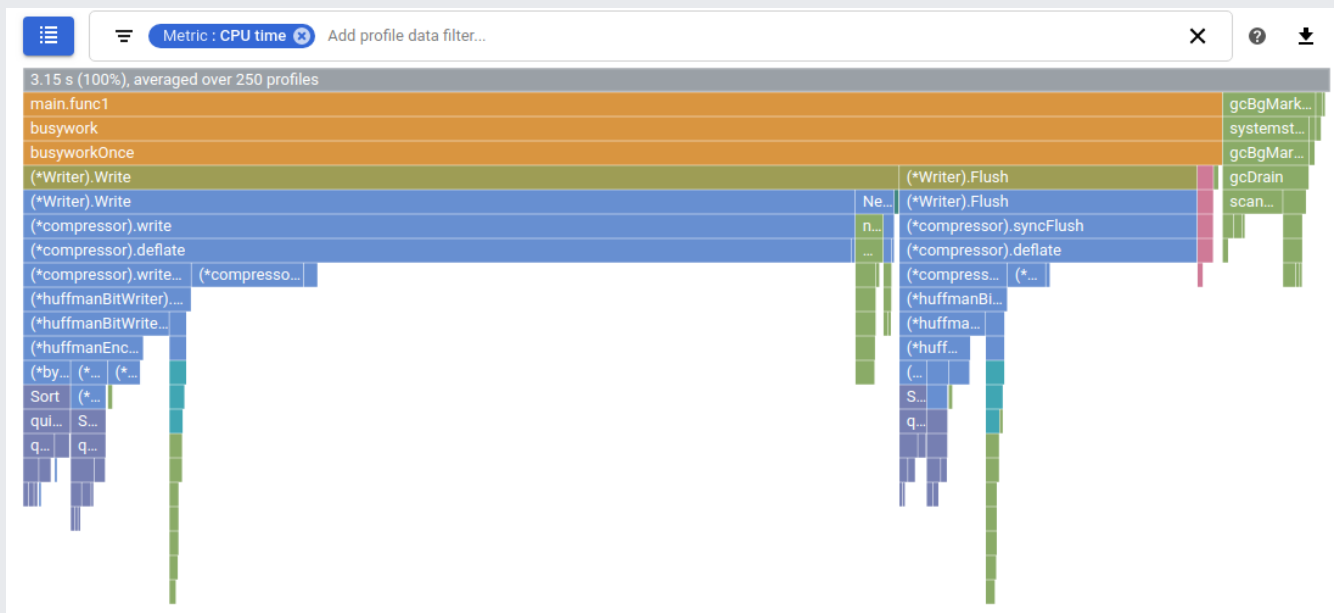 Metric : CPU time Add profile data filter...
3.15 s (100%), averaged over 250 profiles
main.func1 gcBgMark...
busywork systemst...
busyworkOnce gcBgMar...
(*Writer).Write (*Writer).Flush gcDrain
(*Writer).Write Ne... (*Writer).Flush scan...
(*compressor).write n... (*compressor).syncFlush
(*compressor).deflate ... (*compressor).deflate
(*compressor).write... (*compresso... (*compress... (*...
(*huffmanBitWriter).... (*huffmanBi...
(*huffmanBitWrite... (*huffma...
(*huffmanEnc... (*huff...
(*by... (*... (*... (...
Sort (*... S...
qui... S... q...
q... q...